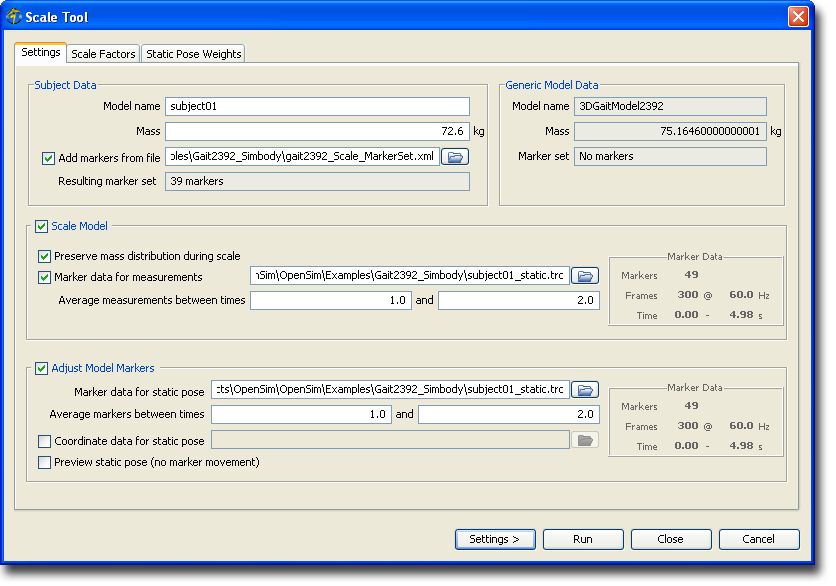 Scale Tool
Settings Scale Factors Static Pose Weights
Subject Data
Model name subject01
Mass 72.6 kg
Add markers from file ples\Gait2392_Simbody\gait2392_Scale_MarkerSet.xml
Resulting marker set 39 markers
Generic Model Data
Model name 3DGaitModel2392
Mass 75.16460000000001 kg
Marker set No markers
Scale Model
Preserve mass distribution during scale
Marker data for measurements nSim\OpenSim\Examples\Gait2392_Simbody\subject01_static.trc
Average measurements between times 1.0 and 2.0
Marker Data
Markers 49
Frames 300 @ 60.0 Hz
Time 0.00 - 4.98 s
Adjust Model Markers
Marker data for static pose cts\OpenSim\OpenSim\Examples\Gait2392_Simbody\subject01_static.trc
Average markers between times 1.0 and 2.0
Coordinate data for static pose
Preview static pose (no marker movement)
Marker Data
Markers 49
Frames 300 @ 60.0 Hz
Time 0.00 - 4.98 s
Settings > Run Close Cancel